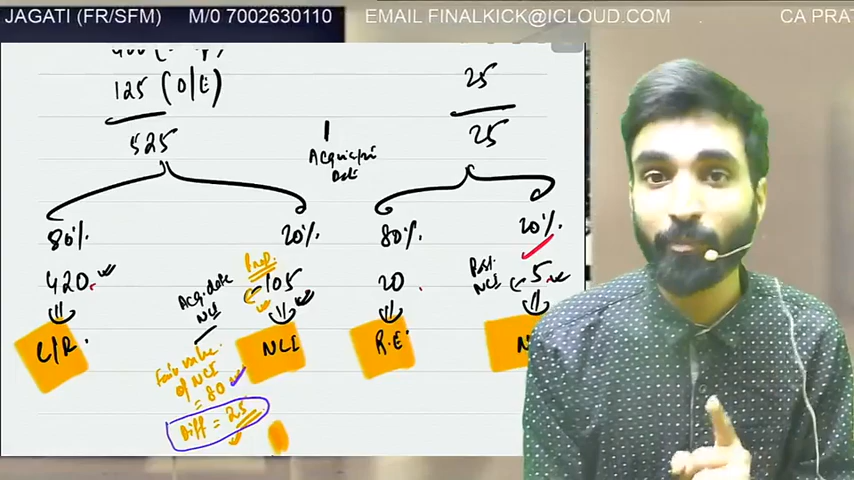 JAGATI (FR/SFM) M/0 7002630110 EMAIL FINALKICK@ICLOUD.COM CA PRAT
125 (O/E)
525
25
25
Acquisition
Date
80%
420
C/R.
20%
Prop.
105
NCI
Acq. date
NCI
Fair value
of NCI
= 80
Diff = 25
80%
20
R.E
20%
Post.
NCI
5
N